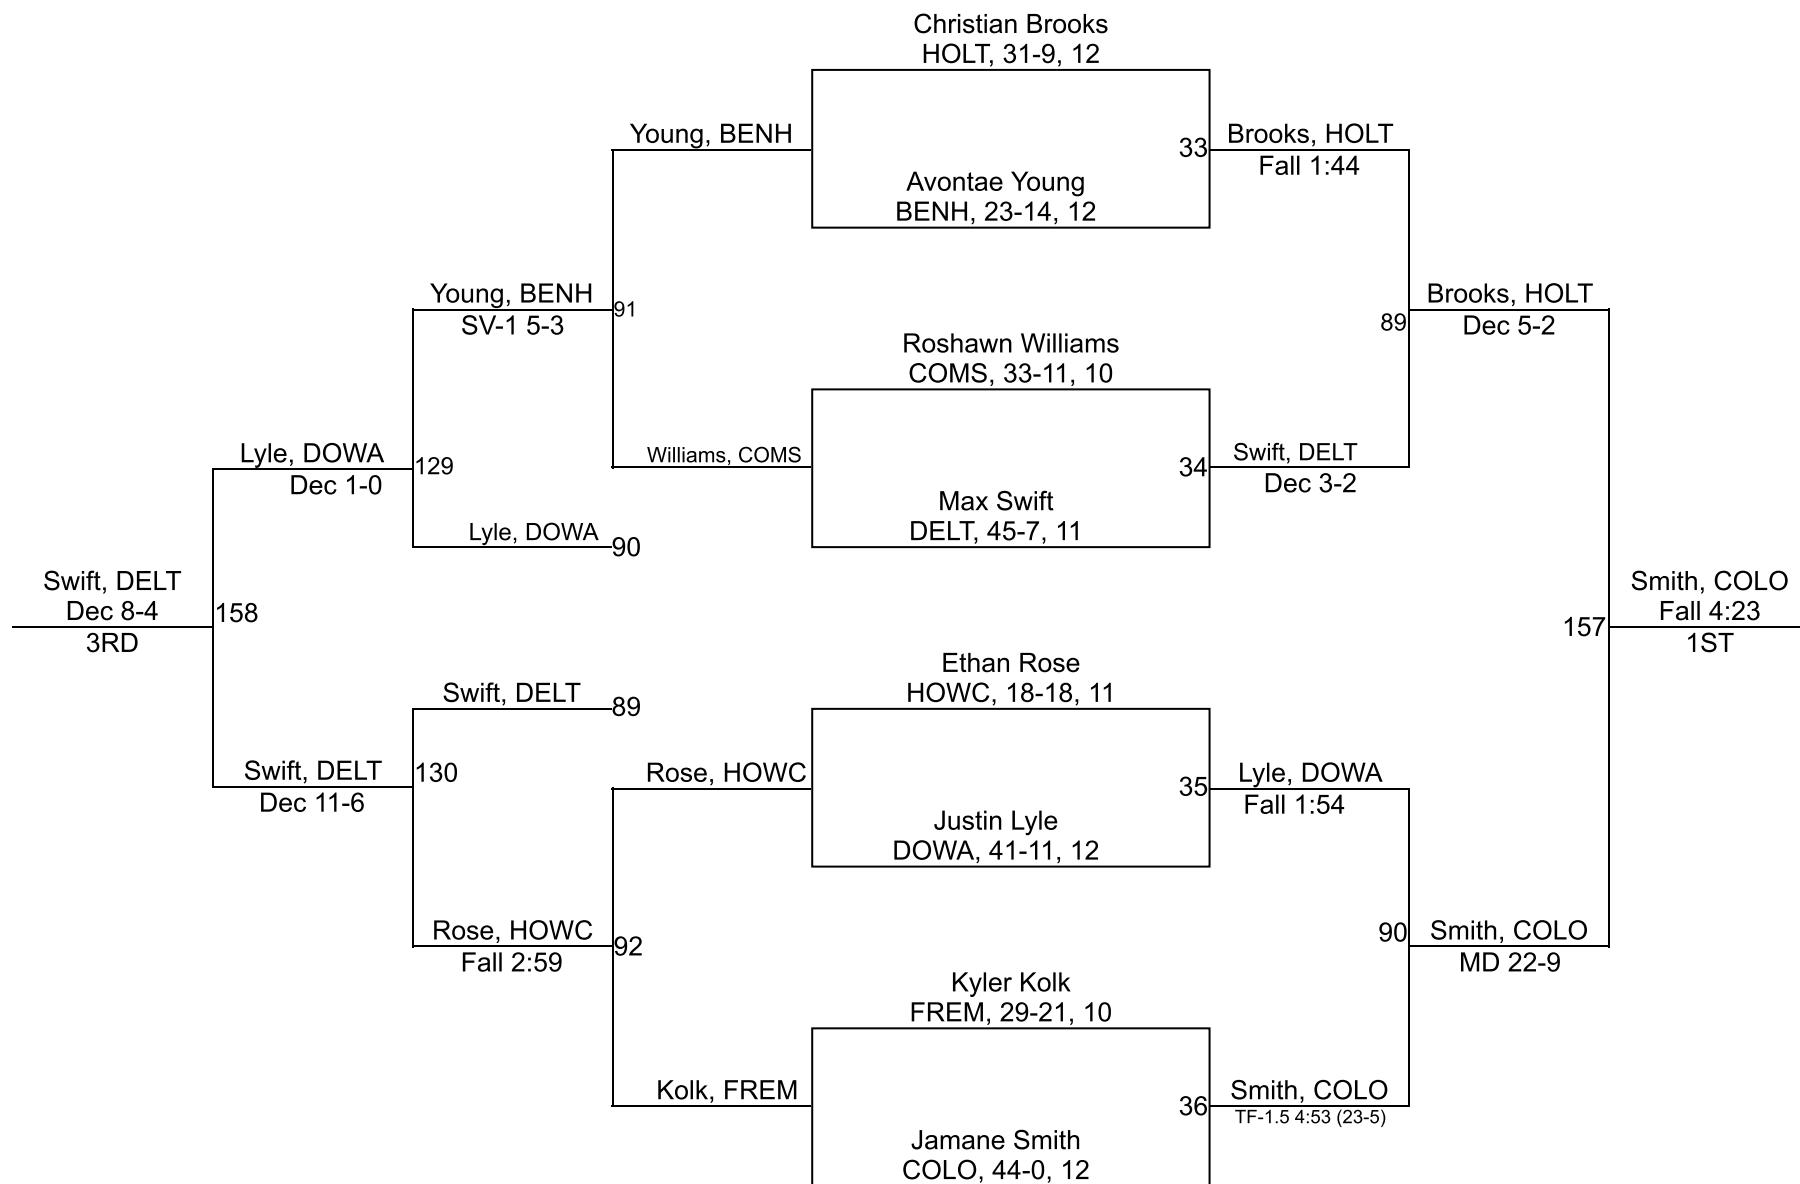 Christian Brooks
HOLT, 31-9, 12
Young, BENH
33
Brooks, HOLT
Fall 1:44
Avontae Young
BENH, 23-14, 12
Young, BENH
SV-1 5-3
91
Brooks, HOLT
Dec 5-2
89
Roshawn Williams
COMS, 33-11, 10
Lyle, DOWA
Dec 1-0
129
Williams, COMS
34
Swift, DELT
Dec 3-2
Max Swift
DELT, 45-7, 11
Lyle, DOWA
90
Swift, DELT
Dec 8-4
3RD
158
157
Smith, COLO
Fall 4:23
1ST
Ethan Rose
HOWC, 18-18, 11
Swift, DELT
89
Swift, DELT
Dec 11-6
130
Rose, HOWC
35
Lyle, DOWA
Fall 1:54
Justin Lyle
DOWA, 41-11, 12
Rose, HOWC
Fall 2:59
92
90
Smith, COLO
MD 22-9
Kyler Kolk
FREM, 29-21, 10
Kolk, FREM
36
Smith, COLO
TF-1.5 4:53 (23-5)
Jamane Smith
COLO, 44-0, 12